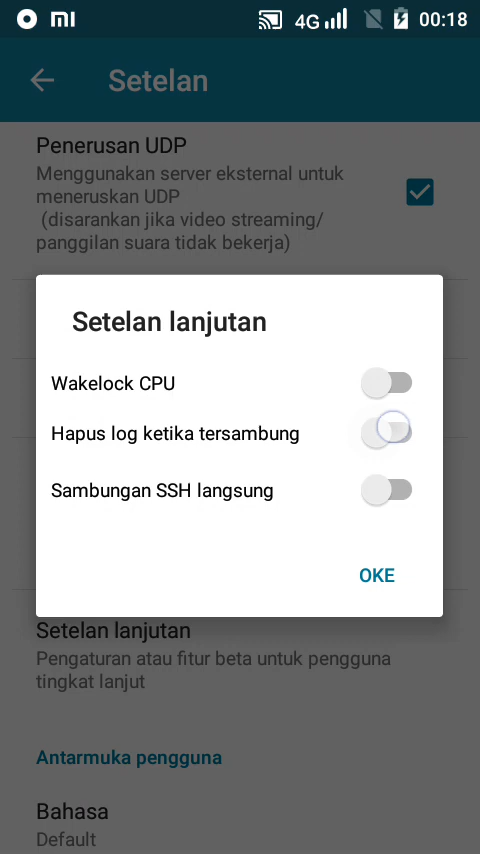 4G 00:18
Setelan
Penerusan UDP
Menggunakan server eksternal untuk
meneruskan UDP
(disarankan jika video streaming/
panggilan suara tidak bekerja)
Setelan lanjutan
Wakelock CPU
Hapus log ketika tersambung
Sambungan SSH langsung
OKE
Setelan lanjutan
Pengaturan atau fitur beta untuk pengguna
tingkat lanjut
Antarmuka pengguna
Bahasa
Default